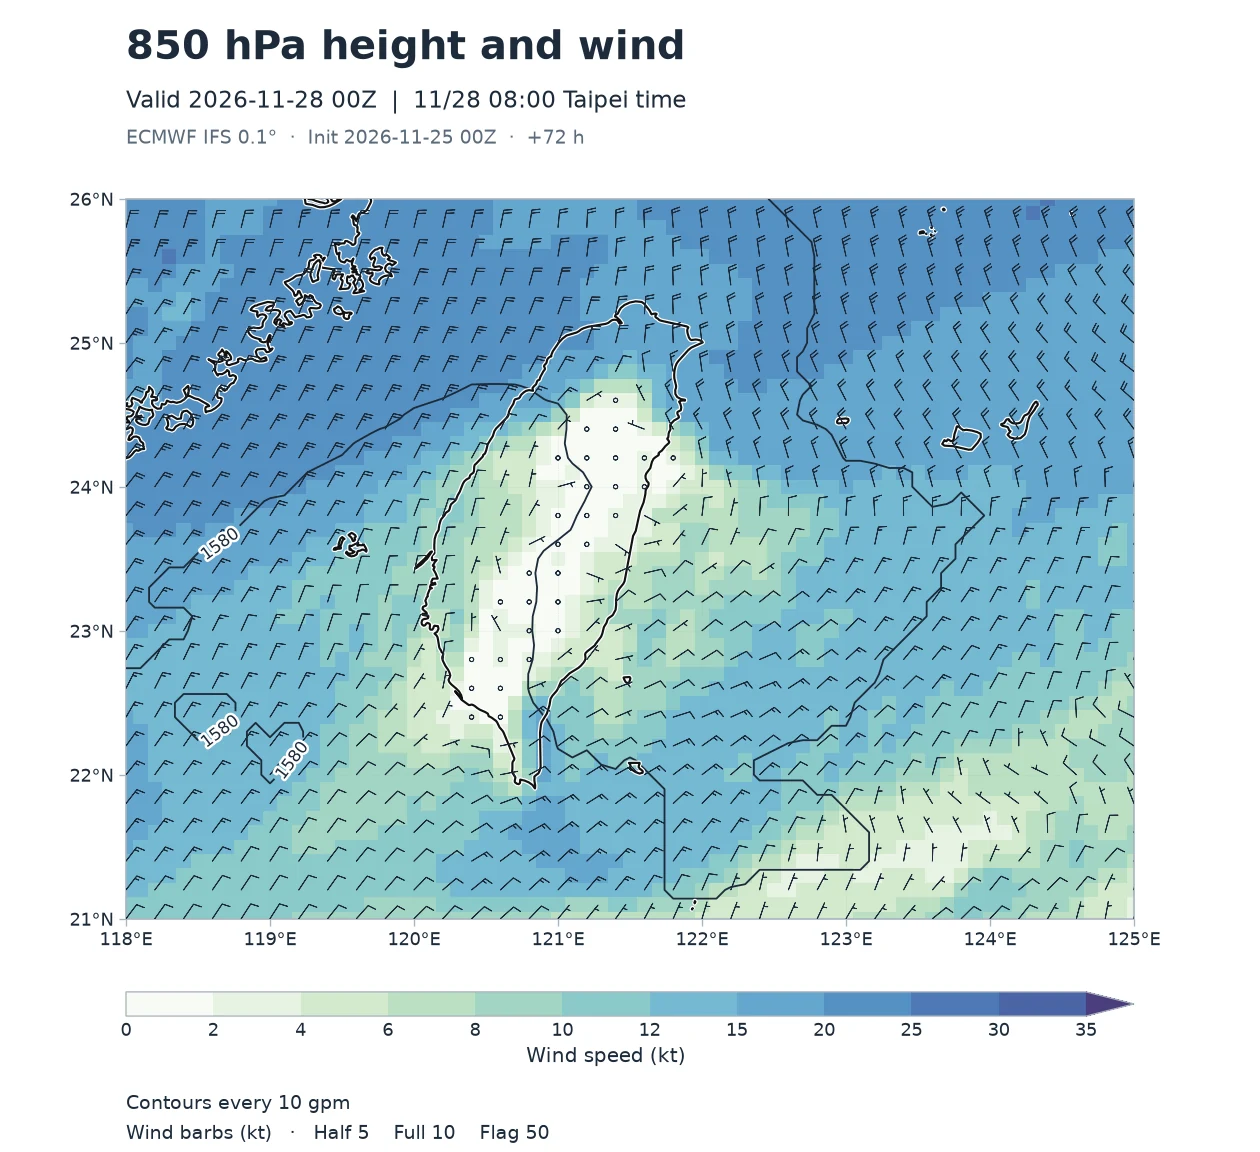 850 hPa height and wind
Valid 2026-11-28 00Z | 11/28 08:00 Taipei time
ECMWF IFS 0.1° · Init 2026-11-25 00Z · +72 h
26°N
25°N
24°N
23°N
22°N
21°N
1580
1580
1580
118°E 119°E 120°E 121°E 122°E 123°E 124°E 125°E
0 2 4 6 8 10 12 15 20 25 30 35
Wind speed (kt)
Contours every 10 gpm
Wind barbs (kt) · Half 5 Full 10 Flag 50